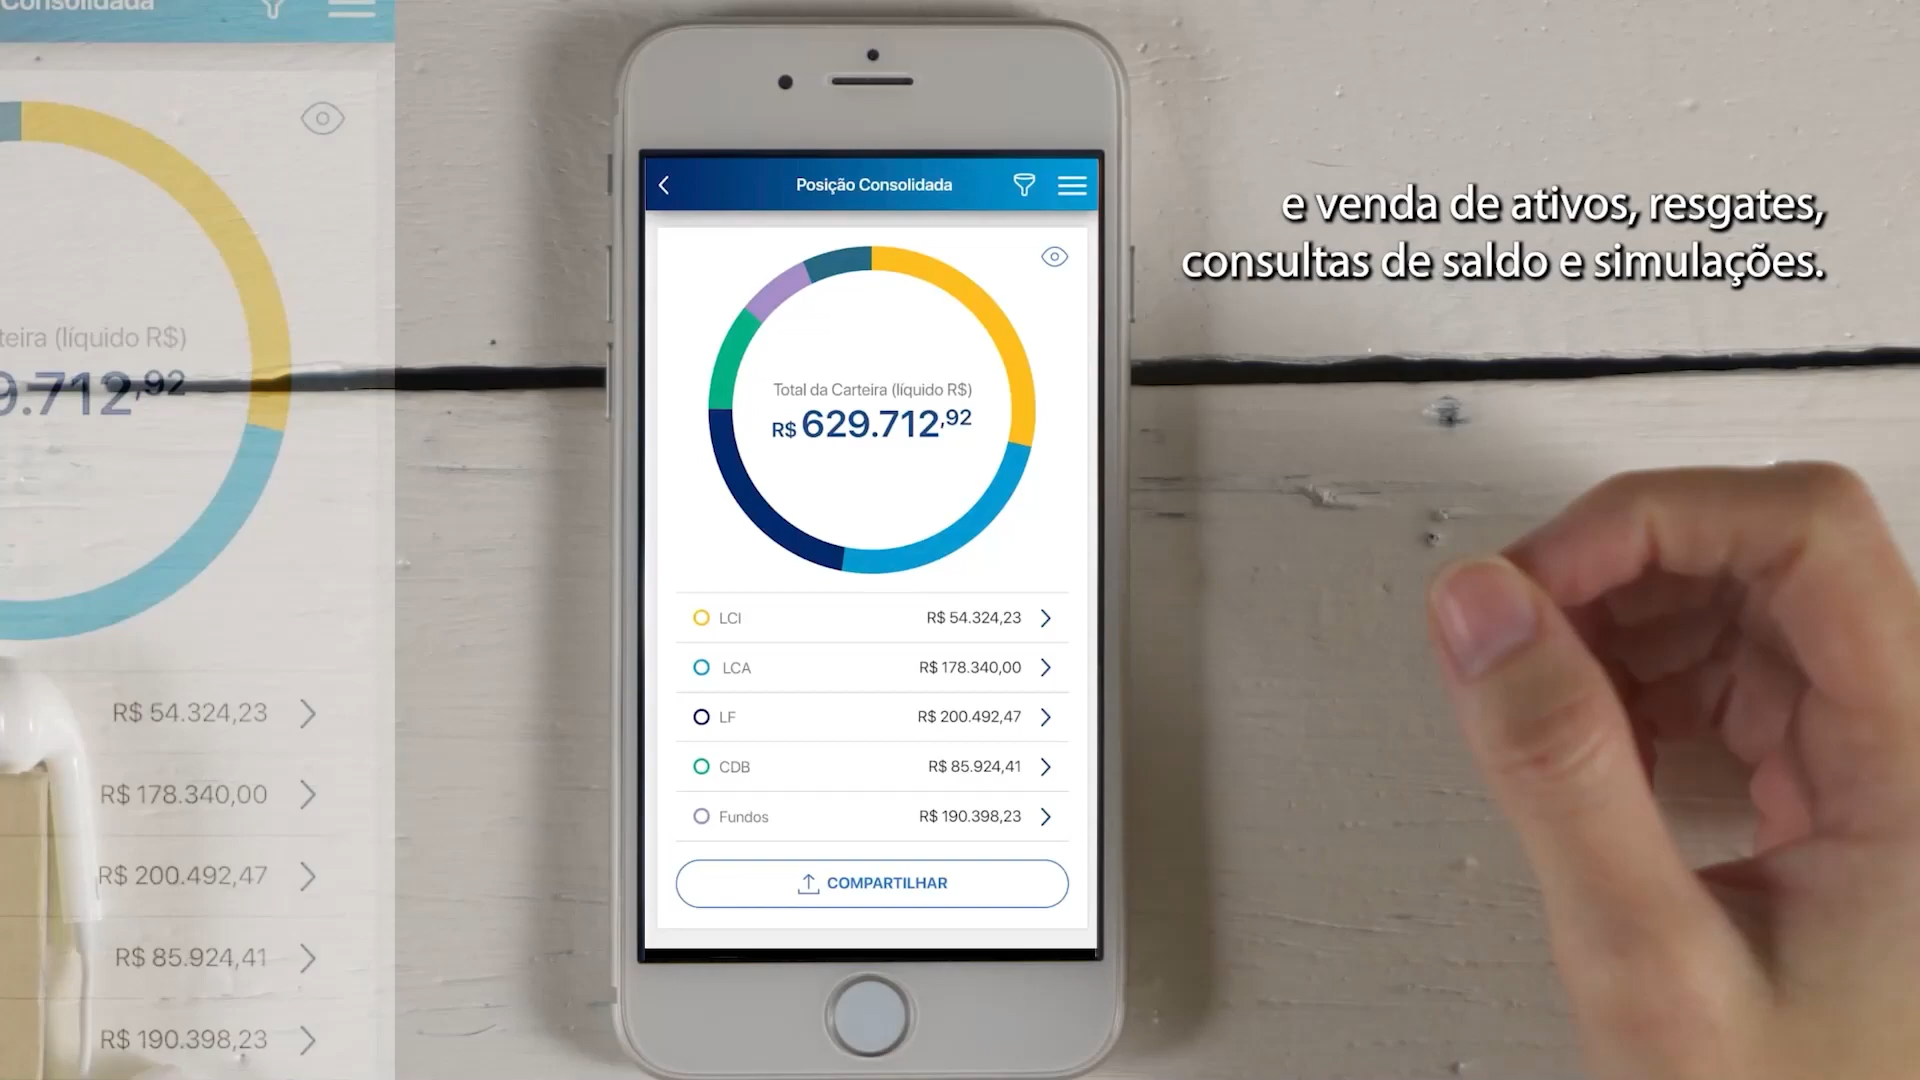 Consolidada
teira (líquido R$)
9.712,92
R$ 54.324,23
R$ 178.340,00
R$ 200.492,47
R$ 85.924,41
R$ 190.398,23
Posição Consolidada
Total da Carteira (líquido R$)
R$ 629.712,92
LCI R$ 54.324,23
LCA R$ 178.340,00
LF R$ 200.492,47
CDB R$ 85.924,41
Fundos R$ 190.398,23
COMPARTILHAR
e venda de ativos, resgates,
consultas de saldo e simulações.